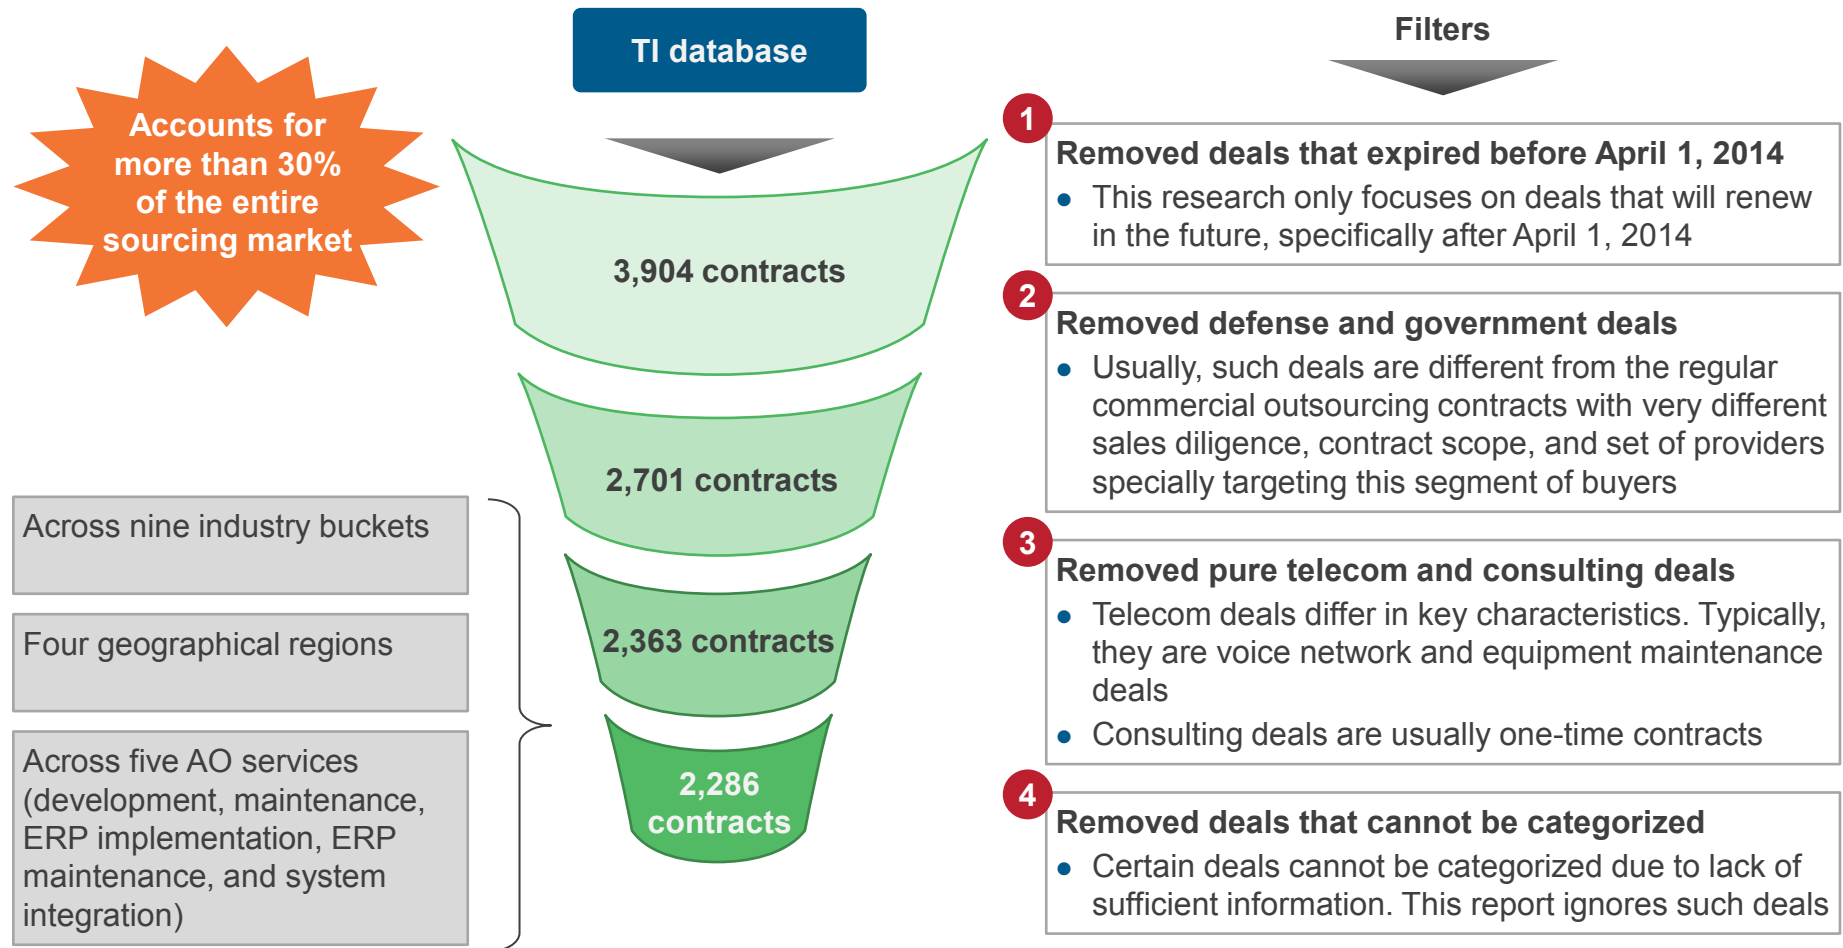 TI database
Filters
Accounts for
more than 30%
of the entire
sourcing market
3,904 contracts
2,701 contracts
2,363 contracts
2,286
contracts
Across nine industry buckets
Four geographical regions
Across five AO services
(development, maintenance,
ERP implementation, ERP
maintenance, and system
integration)
1
Removed deals that expired before April 1, 2014
● This research only focuses on deals that will renew
in the future, specifically after April 1, 2014
2
Removed defense and government deals
● Usually, such deals are different from the regular
commercial outsourcing contracts with very different
sales diligence, contract scope, and set of providers
specially targeting this segment of buyers
3
Removed pure telecom and consulting deals
● Telecom deals differ in key characteristics. Typically,
they are voice network and equipment maintenance
deals
● Consulting deals are usually one-time contracts
4
Removed deals that cannot be categorized
● Certain deals cannot be categorized due to lack of
sufficient information. This report ignores such deals